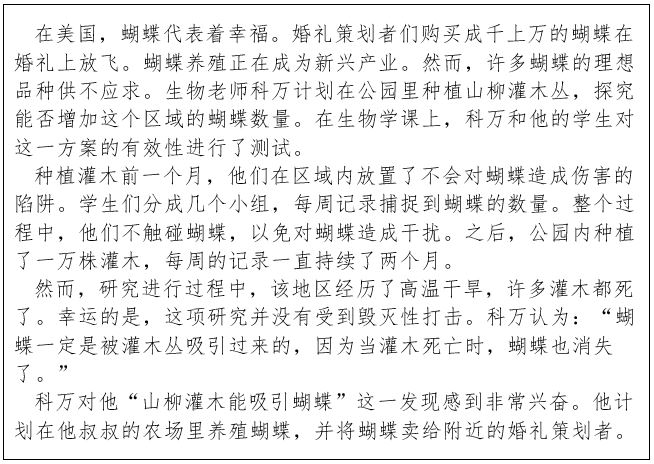 在美国，蝴蝶代表着幸福。婚礼策划者们购买成千上万的蝴蝶在
婚礼上放飞。蝴蝶养殖正在成为新兴产业。然而，许多蝴蝶的理想
品种供不应求。生物老师科万计划在公园里种植山柳灌木丛，探究
能否增加这个区域的蝴蝶数量。在生物学课上，科万和他的学生对
这一方案的有效性进行了测试。
种植灌木前一个月，他们在区域内放置了不会对蝴蝶造成伤害的
陷阱。学生们分成几个小组，每周记录捕捉到蝴蝶的数量。整个过
程中，他们不触碰蝴蝶，以免对蝴蝶造成干扰。之后，公园内种植
了一万株灌木，每周的记录一直持续了两个月。
然而，研究进行过程中，该地区经历了高温干旱，许多灌木都死
了。幸运的是，这项研究并没有受到毁灭性打击。科万认为：“蝴
蝶一定是被灌木丛吸引过来的，因为当灌木死亡时，蝴蝶也消失
了。”
科万对他“山柳灌木能吸引蝴蝶”这一发现感到非常兴奋。他计
划在他叔叔的农场里养殖蝴蝶，并将蝴蝶卖给附近的婚礼策划者。